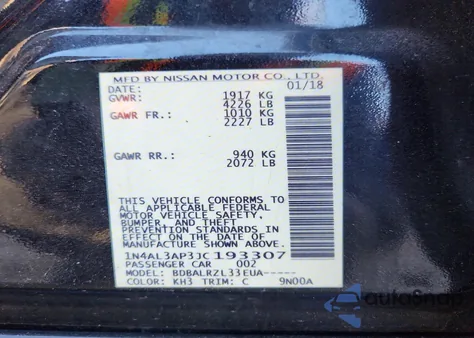 MFD BY NISSAN MOTOR CO., LTD.
DATE: 01/18
GVWR: 1917 KG
4226 LB
GAWR FR.: 1010 KG
2227 LB
GAWR RR.: 940 KG
2072 LB
THIS VEHICLE CONFORMS TO
ALL APPLICABLE FEDERAL
MOTOR VEHICLE SAFETY,
BUMPER, AND THEFT
PREVENTION STANDARDS IN
EFFECT ON THE DATE OF
MANUFACTURE SHOWN ABOVE.
1N4AL3AP3JC193307
PASSENGER CAR 002
MODEL: BDBALRZL33EUA-----
COLOR: KH3 TRIM: C 9N00A
autoSnap